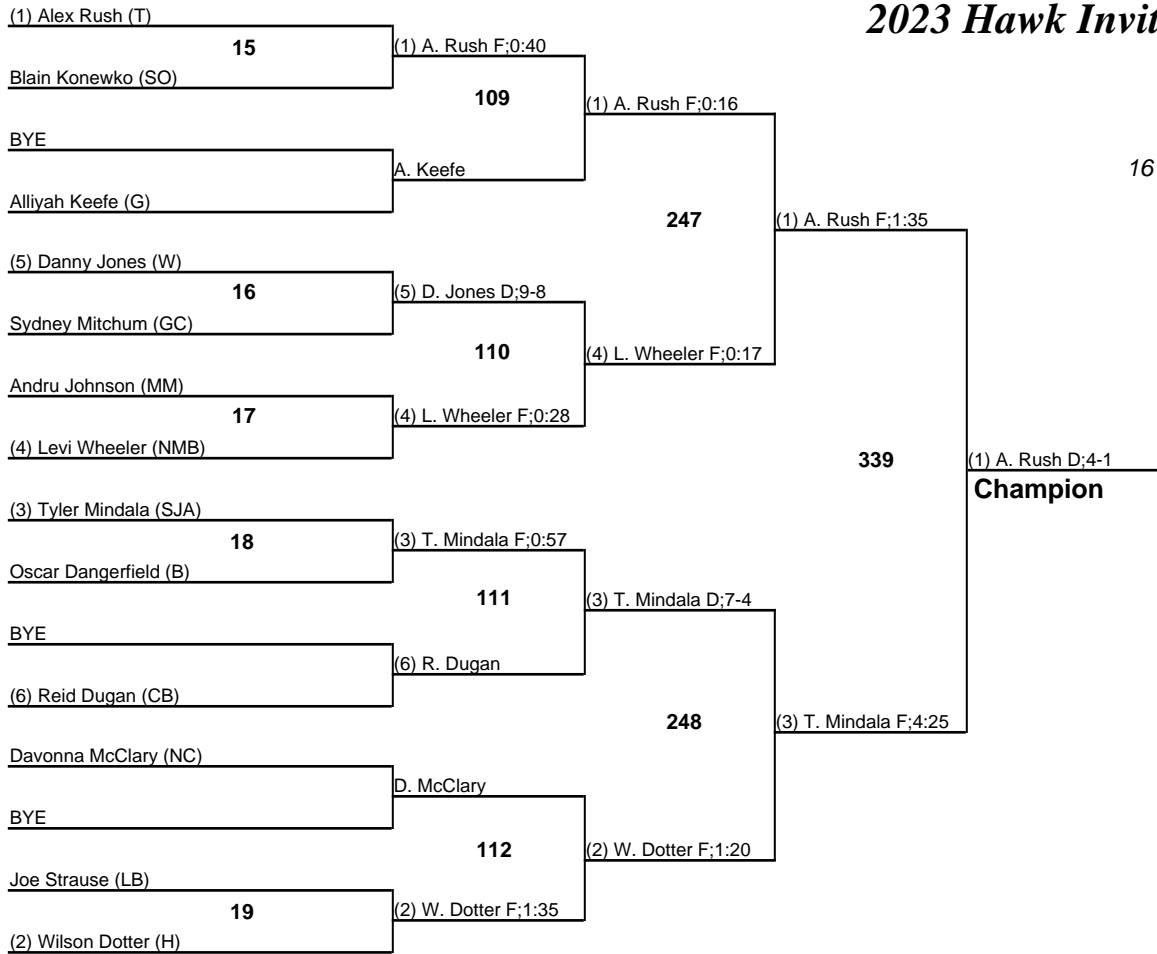 2023 Hawk Invit
16
(1) Alex Rush (T)
15
Blain Konewko (SO)
BYE
Alliyah Keefe (G)
(5) Danny Jones (W)
16
Sydney Mitchum (GC)
Andru Johnson (MM)
17
(4) Levi Wheeler (NMB)
(3) Tyler Mindala (SJA)
18
Oscar Dangerfield (B)
BYE
(6) Reid Dugan (CB)
Davonna McClary (NC)
BYE
Joe Strause (LB)
19
(2) Wilson Dotter (H)
(1) A. Rush F;0:40
109
A. Keefe
(5) D. Jones D;9-8
110
(4) L. Wheeler F;0:28
(3) T. Mindala F;0:57
111
(6) R. Dugan
D. McClary
112
(2) W. Dotter F;1:35
(1) A. Rush F;0:16
247
(4) L. Wheeler F;0:17
(3) T. Mindala D;7-4
248
(2) W. Dotter F;1:20
(1) A. Rush F;1:35
339
(3) T. Mindala F;4:25
(1) A. Rush D;4-1
Champion